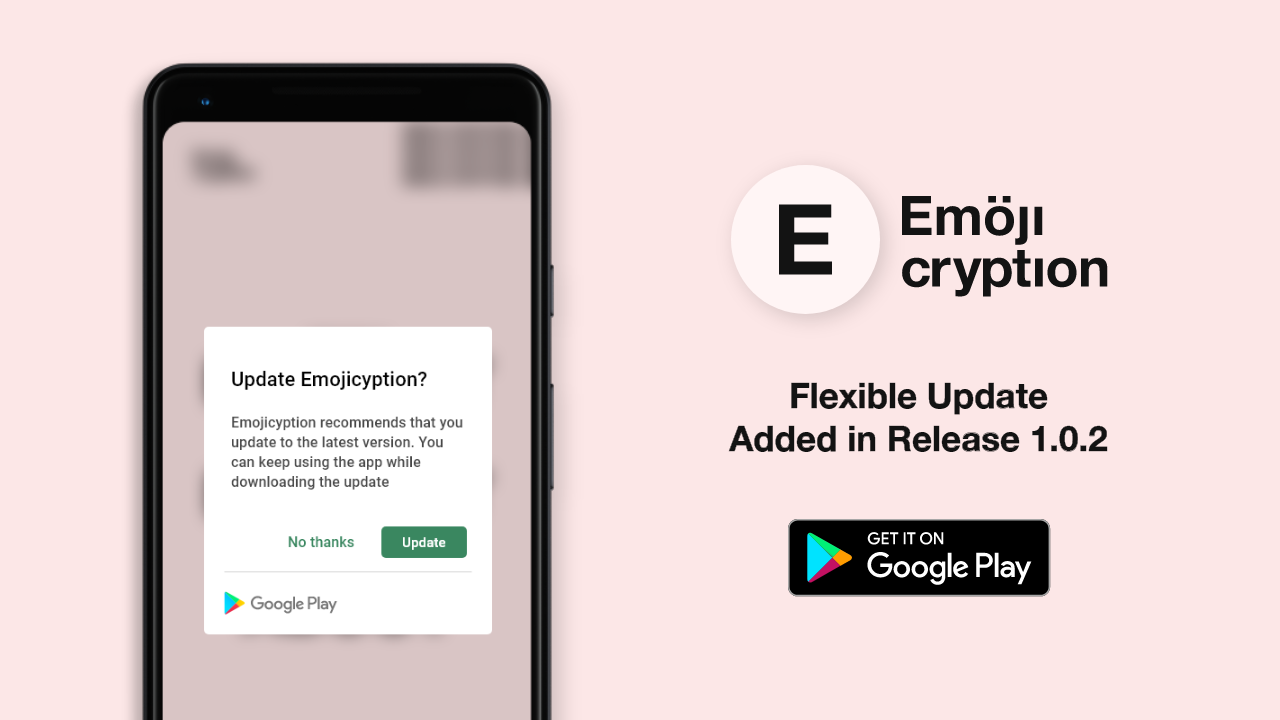 Update Emojicyption?
Emojicyption recommends that you
update to the latest version. You
can keep using the app while
downloading the update
No thanks
Update
Google Play
E
Emöjı
cryptıon
Flexible Update
Added in Release 1.0.2
GET IT ON
Google Play